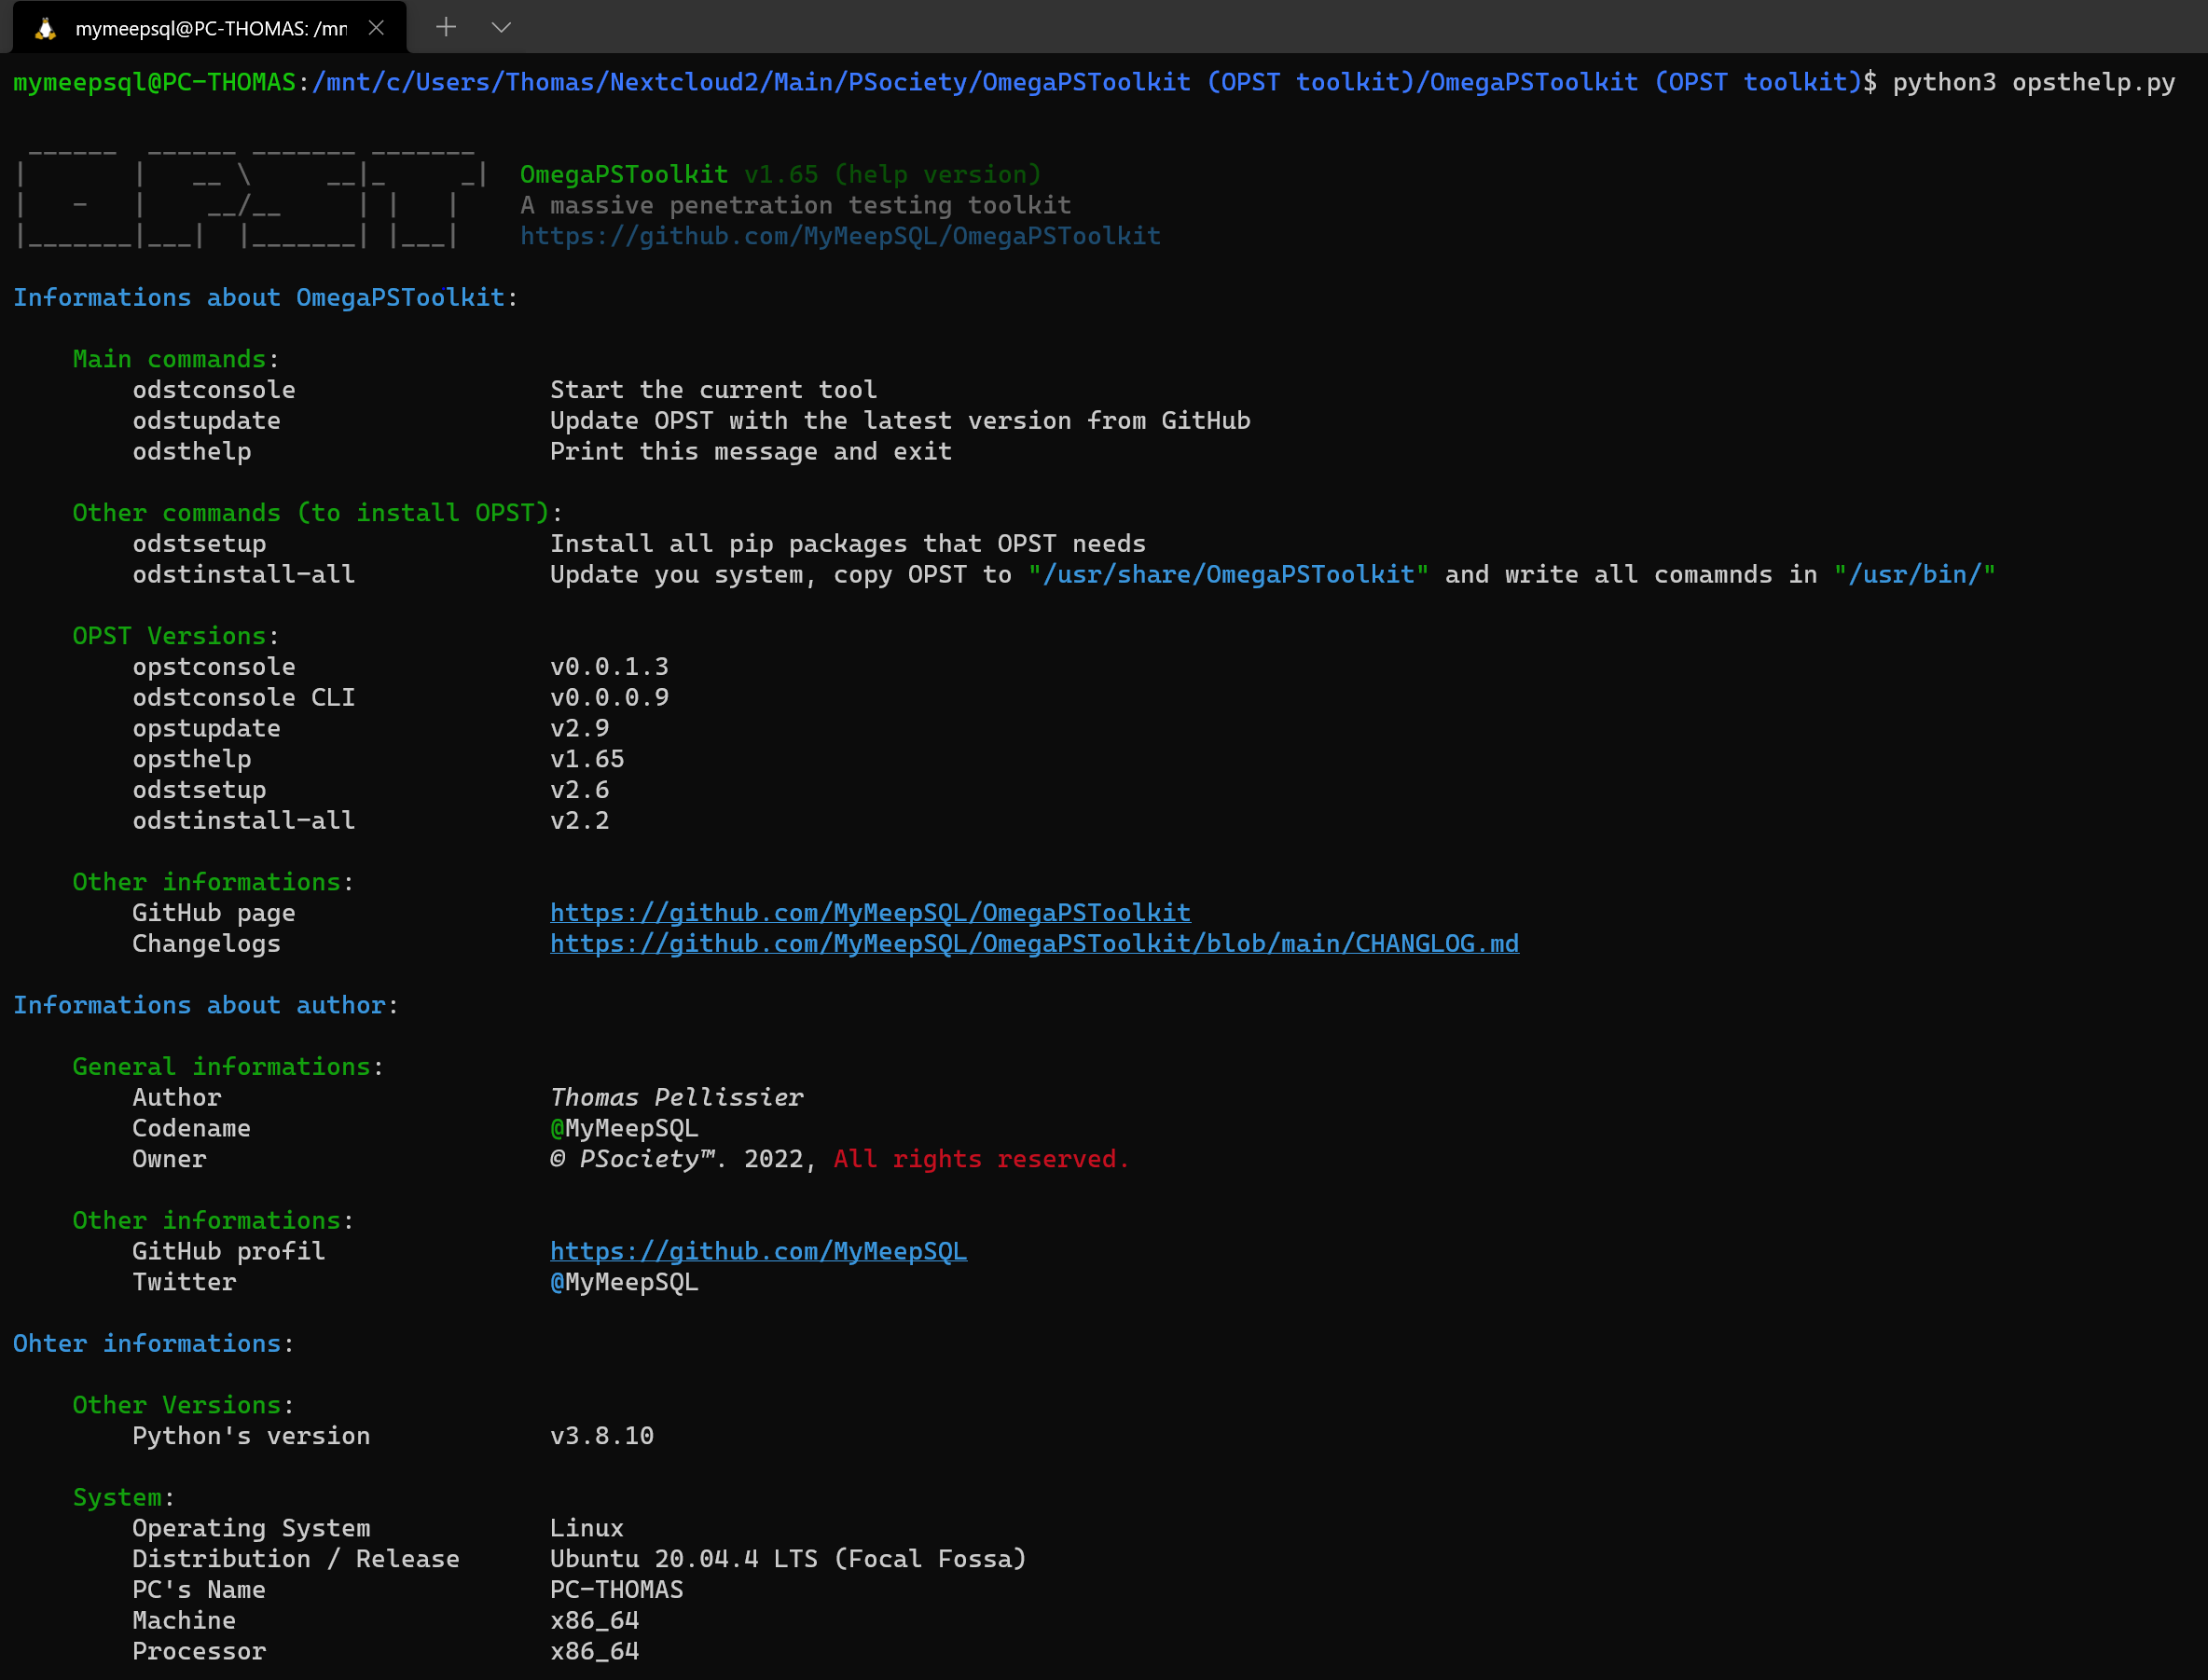 mymeepsql@PC-THOMAS: /mn
mymeepsql@PC-THOMAS:/mnt/c/Users/Thomas/Nextcloud2/Main/PSociety/OmegaPSToolkit (OPST toolkit)/OmegaPSToolkit (OPST toolkit)$ python3 opsthelp.py
OPST
OmegaPSToolkit v1.65 (help version)
A massive penetration testing toolkit
https://github.com/MyMeepSQL/OmegaPSToolkit
Informations about OmegaPSToolkit:
Main commands:
odstconsole Start the current tool
odstupdate Update OPST with the latest version from GitHub
odsthelp Print this message and exit
Other commands (to install OPST):
odstsetup Install all pip packages that OPST needs
odstinstall-all Update you system, copy OPST to "/usr/share/OmegaPSToolkit" and write all comamnds in "/usr/bin/"
OPST Versions:
opstconsole v0.0.1.3
odstconsole CLI v0.0.0.9
opstupdate v2.9
opsthelp v1.65
odstsetup v2.6
odstinstall-all v2.2
Other informations:
GitHub page https://github.com/MyMeepSQL/OmegaPSToolkit
Changelogs https://github.com/MyMeepSQL/OmegaPSToolkit/blob/main/CHANGLOG.md
Informations about author:
General informations:
Author Thomas Pellissier
Codename @MyMeepSQL
Owner © PSociety™. 2022, All rights reserved.
Other informations:
GitHub profil https://github.com/MyMeepSQL
Twitter @MyMeepSQL
Ohter informations:
Other Versions:
Python's version v3.8.10
System:
Operating System Linux
Distribution / Release Ubuntu 20.04.4 LTS (Focal Fossa)
PC's Name PC-THOMAS
Machine x86_64
Processor x86_64